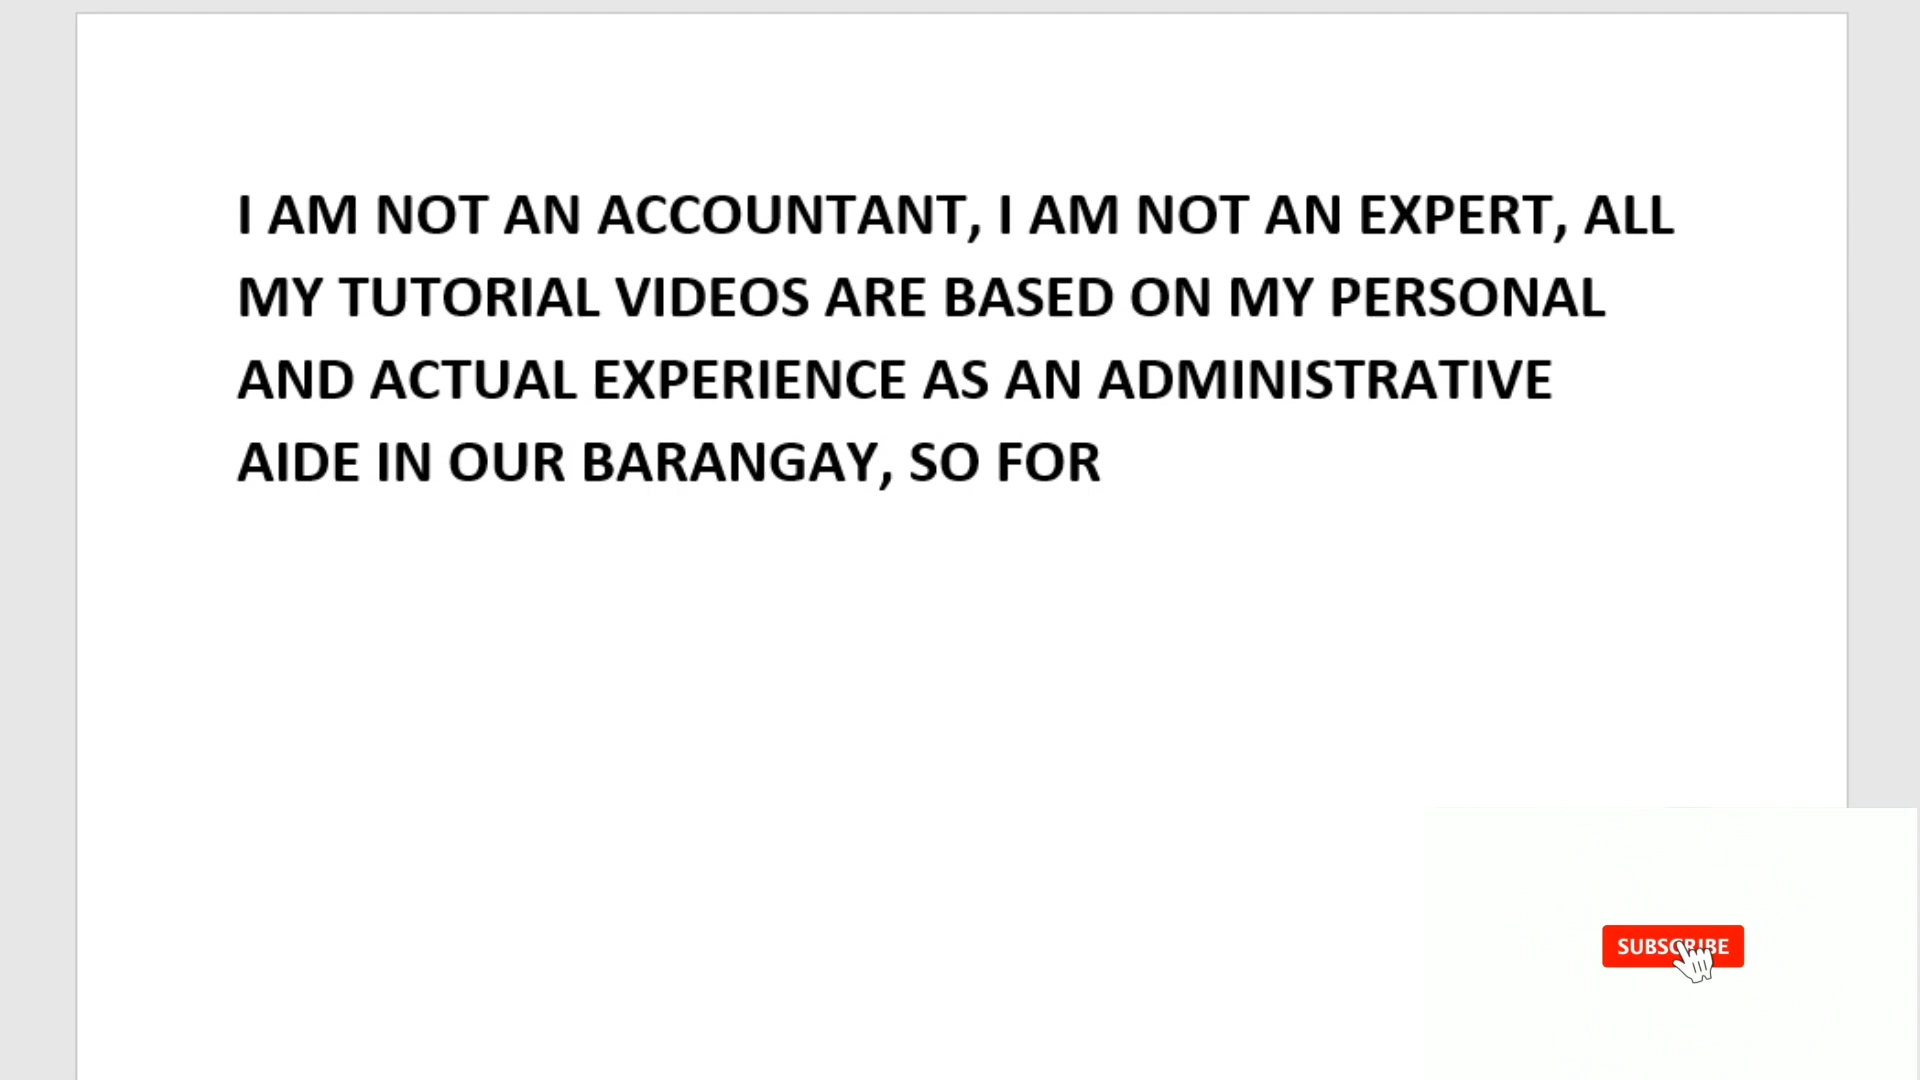 I AM NOT AN ACCOUNTANT, I AM NOT AN EXPERT, ALL
MY TUTORIAL VIDEOS ARE BASED ON MY PERSONAL
AND ACTUAL EXPERIENCE AS AN ADMINISTRATIVE
AIDE IN OUR BARANGAY, SO FOR
SUBSCRIBE